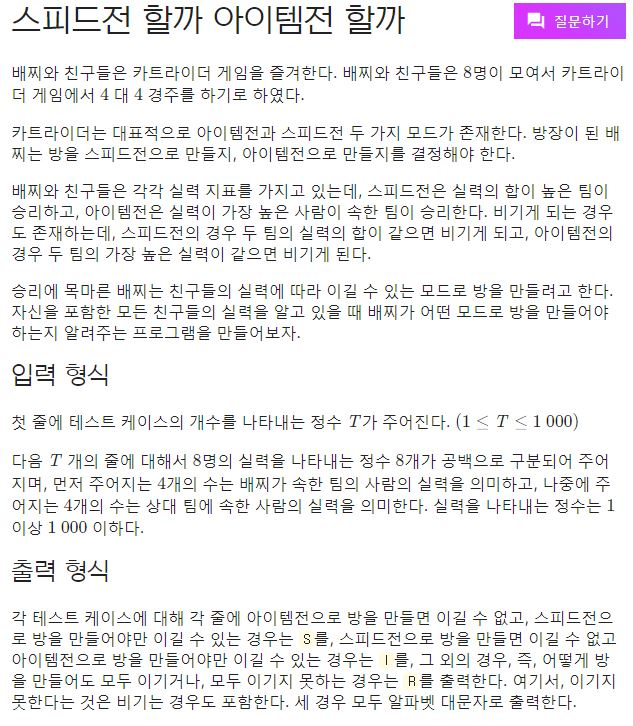 스피드전 할까 아이템전 할까
질문하기
배찌와 친구들은 카트라이더 게임을 즐겨한다. 배찌와 친구들은 8명이 모여서 카트라이
더 게임에서 4 대 4 경주를 하기로 하였다.
카트라이더는 대표적으로 아이템전과 스피드전 두 가지 모드가 존재한다. 방장이 된 배
찌는 방을 스피드전으로 만들지, 아이템전으로 만들지를 결정해야 한다.
배찌와 친구들은 각각 실력 지표를 가지고 있는데, 스피드전은 실력의 합이 높은 팀이
승리하고, 아이템전은 실력이 가장 높은 사람이 속한 팀이 승리한다. 비기게 되는 경우
도 존재하는데, 스피드전의 경우 두 팀의 실력의 합이 같으면 비기게 되고, 아이템전의
경우 두 팀의 가장 높은 실력이 같으면 비기게 된다.
승리에 목마른 배찌는 친구들의 실력에 따라 이길 수 있는 모드로 방을 만들려고 한다.
자신을 포함한 모든 친구들의 실력을 알고 있을 때 배찌가 어떤 모드로 방을 만들어야
하는지 알려주는 프로그램을 만들어보자.
입력 형식
첫 줄에 테스트 케이스의 개수를 나타내는 정수 T가 주어진다. (1 ≤ T ≤ 1 000)
다음 T 개의 줄에 대해서 8명의 실력을 나타내는 정수 8개가 공백으로 구분되어 주어
지며, 먼저 주어지는 4개의 수는 배찌가 속한 팀의 사람의 실력을 의미하고, 나중에 주
어지는 4개의 수는 상대 팀에 속한 사람의 실력을 의미한다. 실력을 나타내는 정수는 1
이상 1 000 이하다.
출력 형식
각 테스트 케이스에 대해 각 줄에 아이템전으로 방을 만들면 이길 수 없고, 스피드전으
로 방을 만들어야만 이길 수 있는 경우는 S를, 스피드전으로 방을 만들면 이길 수 없고
아이템전으로 방을 만들어야만 이길 수 있는 경우는 I를, 그 외의 경우, 즉, 어떻게 방
을 만들어도 모두 이기거나, 모두 이기지 못하는 경우는 R를 출력한다. 여기서, 이기지
못한다는 것은 비기는 경우도 포함한다. 세 경우 모두 알파벳 대문자로 출력한다.